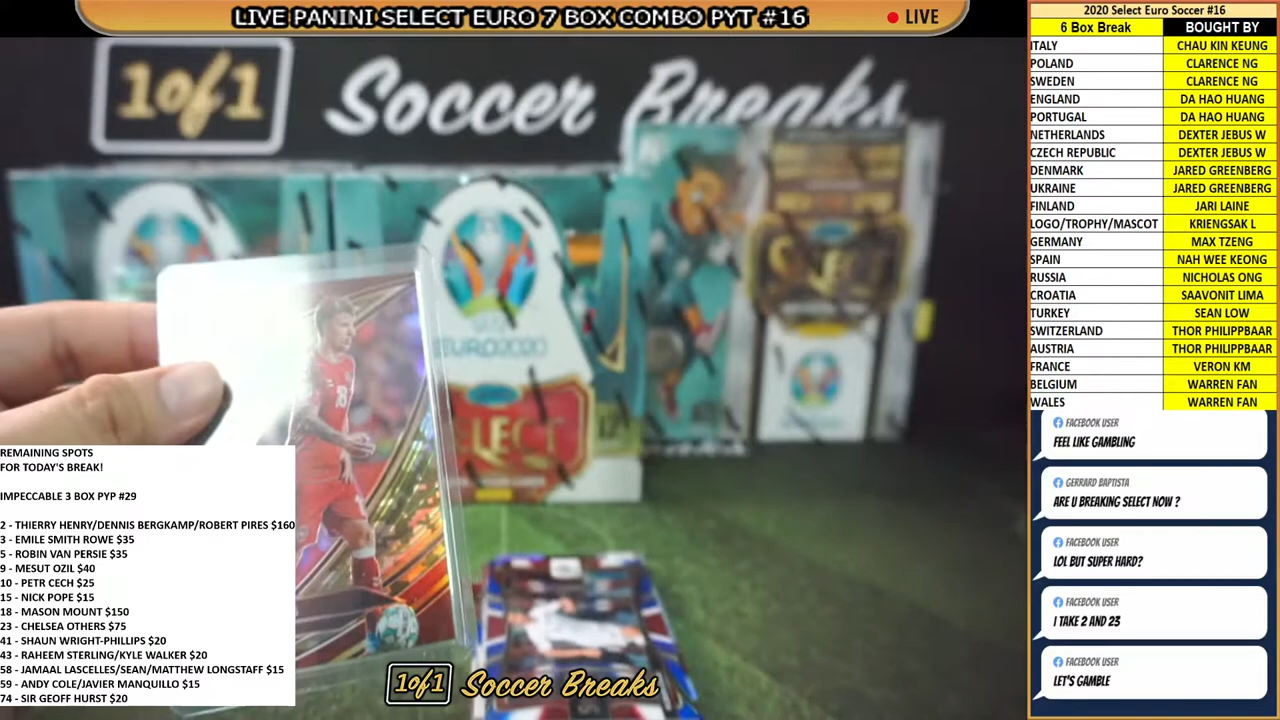 LIVE PANINI SELECT EURO 7 BOX COMBO PYT #16
LIVE
1of1 Soccer Breaks
EURO2020
SELECT
18
1of1 Soccer Breaks
REMAINING SPOTS
FOR TODAY'S BREAK!
IMPECCABLE 3 BOX PYP #29
2 - THIERRY HENRY/DENNIS BERGKAMP/ROBERT PIRES $160
3 - EMILE SMITH ROWE $35
5 - ROBIN VAN PERSIE $35
9 - MESUT OZIL $40
10 - PETR CECH $25
15 - NICK POPE $15
18 - MASON MOUNT $150
23 - CHELSEA OTHERS $75
41 - SHAUN WRIGHT-PHILLIPS $20
43 - RAHEEM STERLING/KYLE WALKER $20
58 - JAMAAL LASCELLES/SEAN/MATTHEW LONGSTAFF $15
59 - ANDY COLE/JAVIER MANQUILLO $15
74 - SIR GEOFF HURST $20
2020 Select Euro Soccer #16
6 Box Break BOUGHT BY
ITALY CHAU KIN KEUNG
POLAND CLARENCE NG
SWEDEN CLARENCE NG
ENGLAND DA HAO HUANG
PORTUGAL DA HAO HUANG
NETHERLANDS DEXTER JEBUS W
CZECH REPUBLIC DEXTER JEBUS W
DENMARK JARED GREENBERG
UKRAINE JARED GREENBERG
FINLAND JARI LAINE
LOGO/TROPHY/MASCOT KRIENGSAK L
GERMANY MAX TZENG
SPAIN NAH WEE KEONG
RUSSIA NICHOLAS ONG
CROATIA SAAVONIT LIMA
TURKEY SEAN LOW
SWITZERLAND THOR PHILIPPBAAR
AUSTRIA THOR PHILIPPBAAR
FRANCE VERON KM
BELGIUM WARREN FAN
WALES WARREN FAN
FACEBOOK USER
FEEL LIKE GAMBLING
GERRARD BAPTISTA
ARE U BREAKING SELECT NOW ?
FACEBOOK USER
LOL BUT SUPER HARD?
FACEBOOK USER
I TAKE 2 AND 23
FACEBOOK USER
LET'S GAMBLE